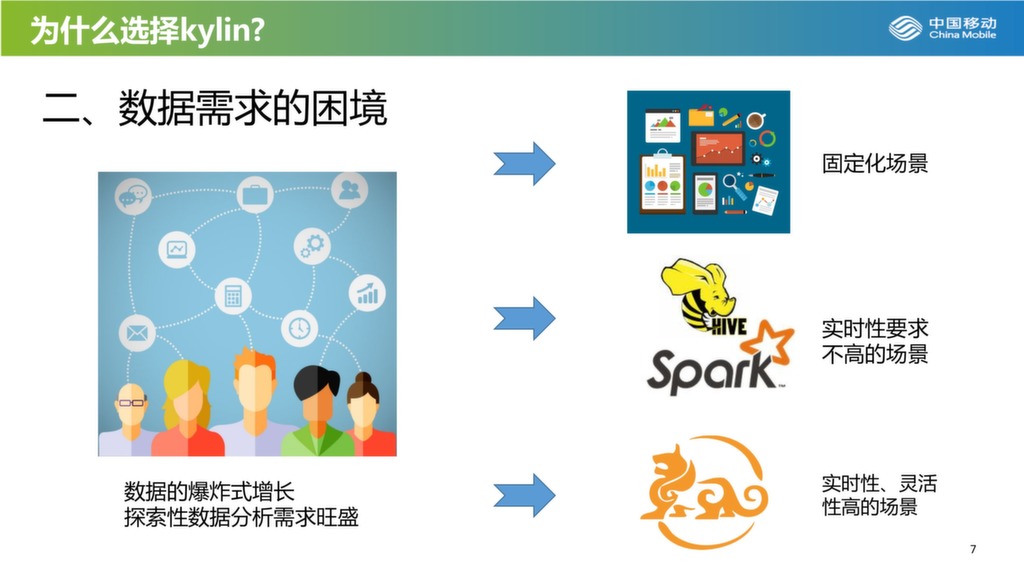 为什么选择kylin?
中国移动
China Mobile
二、数据需求的困境
固定化场景
HIVE
Spark™
实时性要求
不高的场景
数据的爆炸式增长
探索性数据分析需求旺盛
实时性、灵活
性高的场景
7